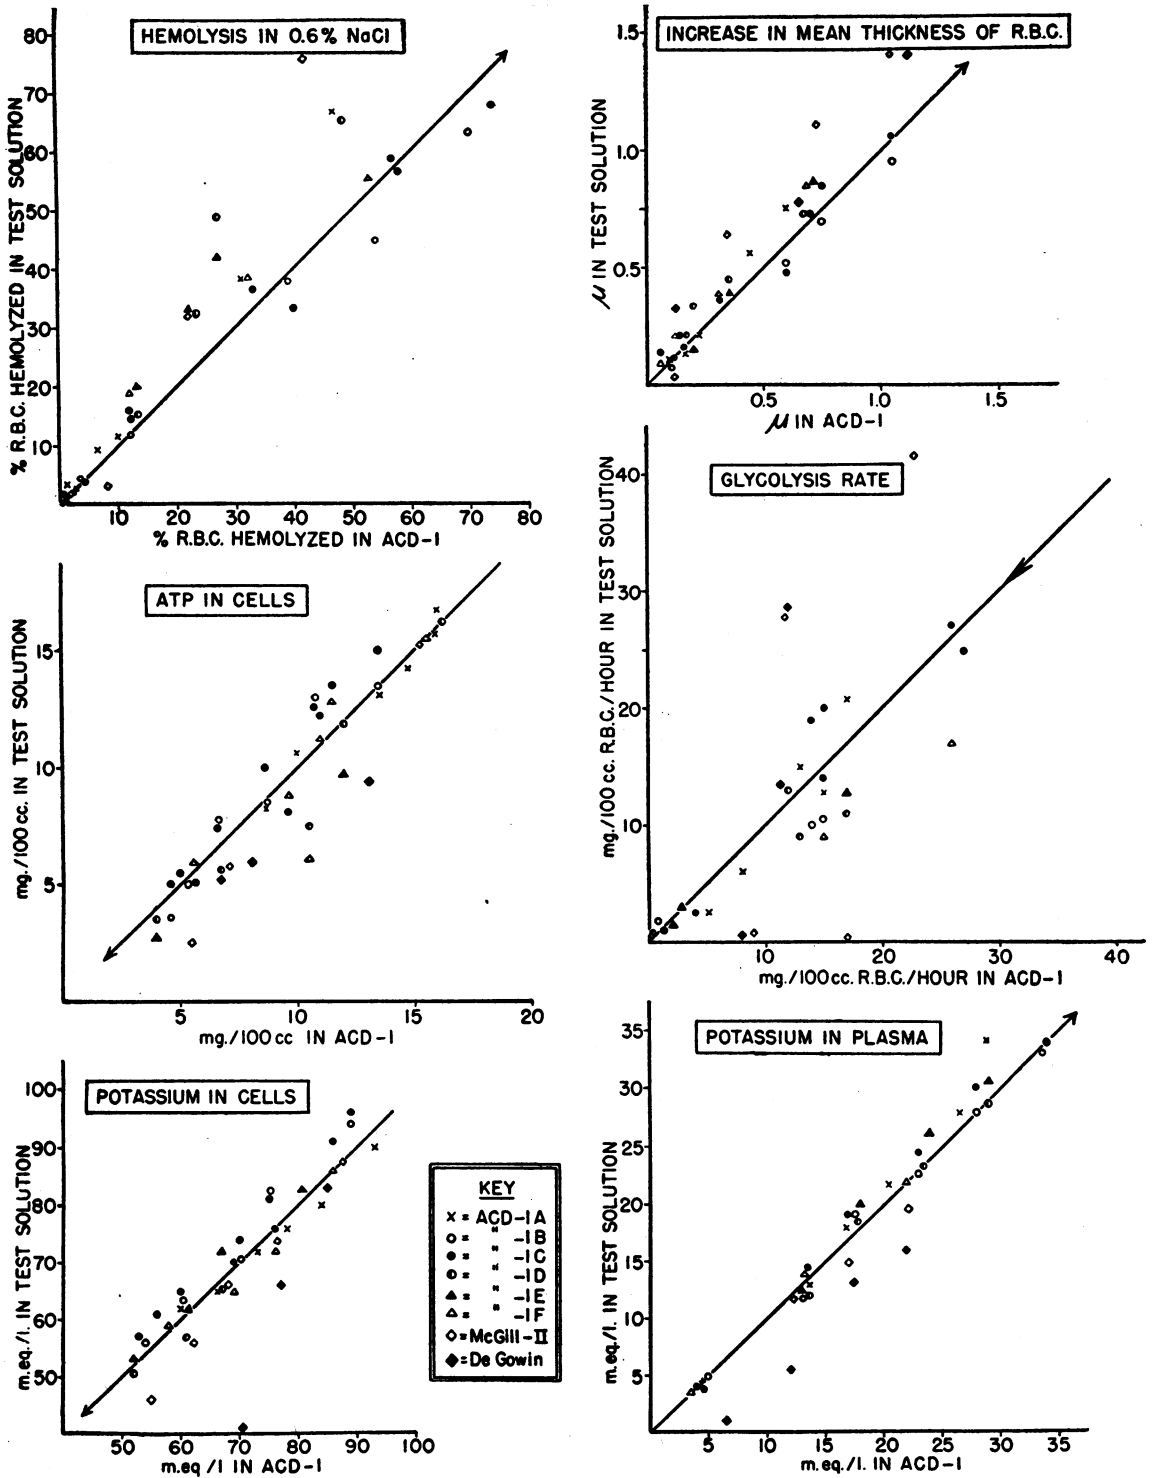 HEMOLYSIS IN 0.6% NaCl
80
70
60
50
40
30
20
10
% R.B.C. HEMOLYZED IN TEST SOLUTION
10 20 30 40 50 60 70 80
% R.B.C. HEMOLYZED IN ACD-I
INCREASE IN MEAN THICKNESS OF R.B.C.
1.5
1.0
0.5
μ IN TEST SOLUTION
0.5 1.0 1.5
μ IN ACD-I
ATP IN CELLS
15
10
5
mg./100 cc. IN TEST SOLUTION
5 10 15 20
mg./100 cc IN ACD-I
GLYCOLYSIS RATE
40
30
20
10
mg./100 cc. R.B.C./HOUR IN TEST SOLUTION
10 20 30 40
mg./100cc. R.B.C./HOUR IN ACD-I
POTASSIUM IN CELLS
100
90
80
70
60
50
m.eq./l. IN TEST SOLUTION
50 60 70 80 90 100
m.eq /l IN ACD-I
KEY
x = ACD-IA
○ = " -IB
● = " -IC
◐ = " -ID
▲ = " -IE
△ = " -IF
◇ = McGill-II
◆ = De Gowin
POTASSIUM IN PLASMA
35
30
25
20
15
10
5
m.eq./l. IN TEST SOLUTION
5 10 15 20 25 30 35
m.eq./l. IN ACD-I